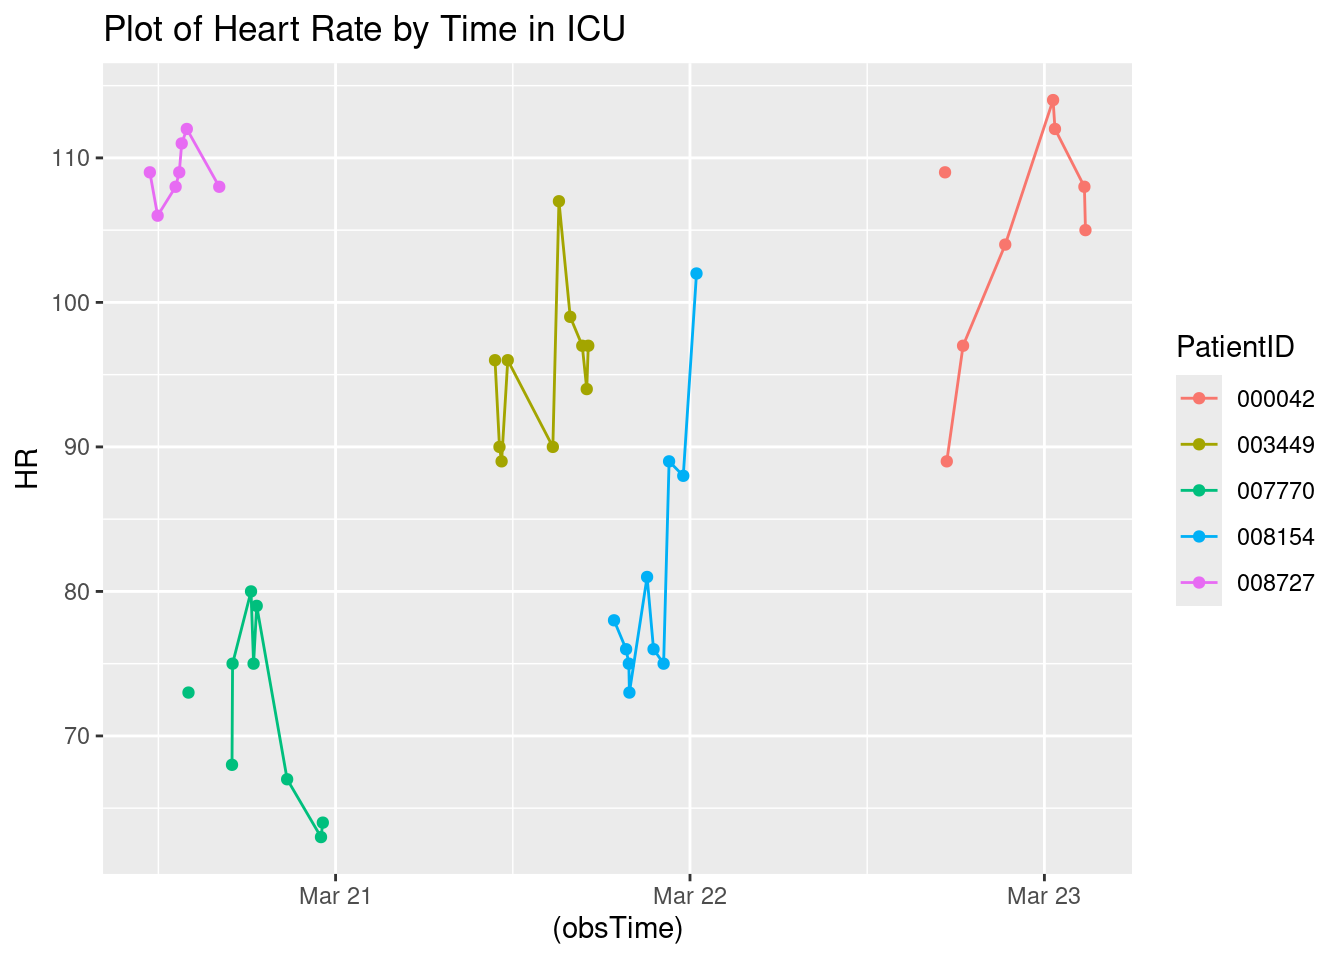 Plot of Heart Rate by Time in ICU
HR
110
100
90
80
70
Mar 21
Mar 22
Mar 23
(obsTime)
PatientID
000042
003449
007770
008154
008727